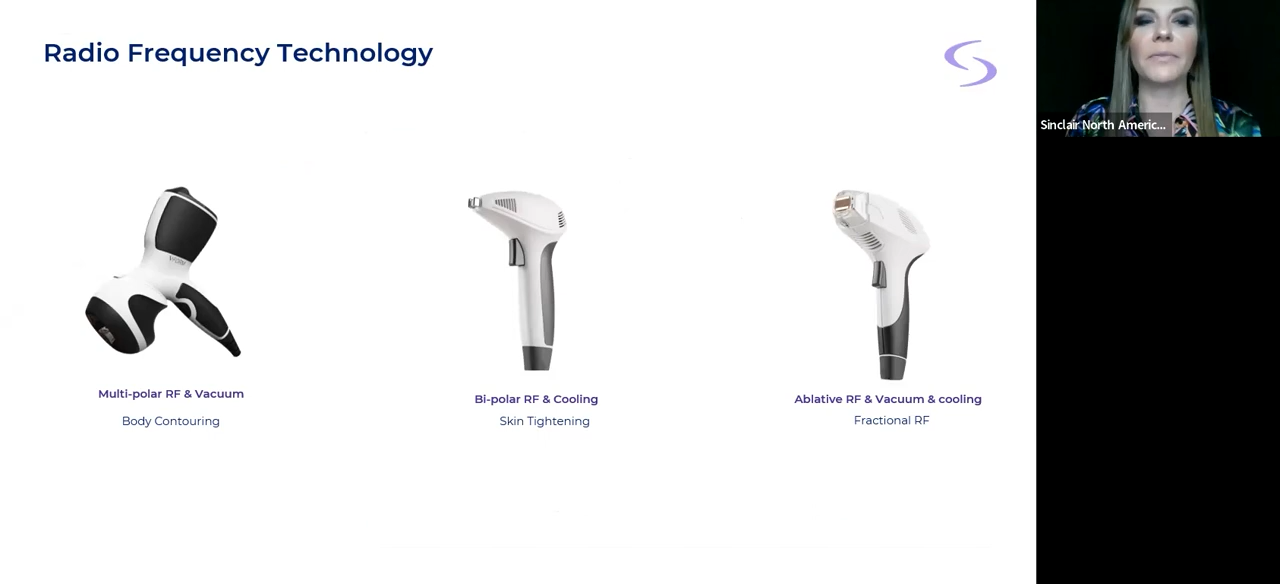 Radio Frequency Technology
Sinclair North Americ...
Multi-polar RF & Vacuum
Body Contouring
Bi-polar RF & Cooling
Skin Tightening
Ablative RF & Vacuum & cooling
Fractional RF